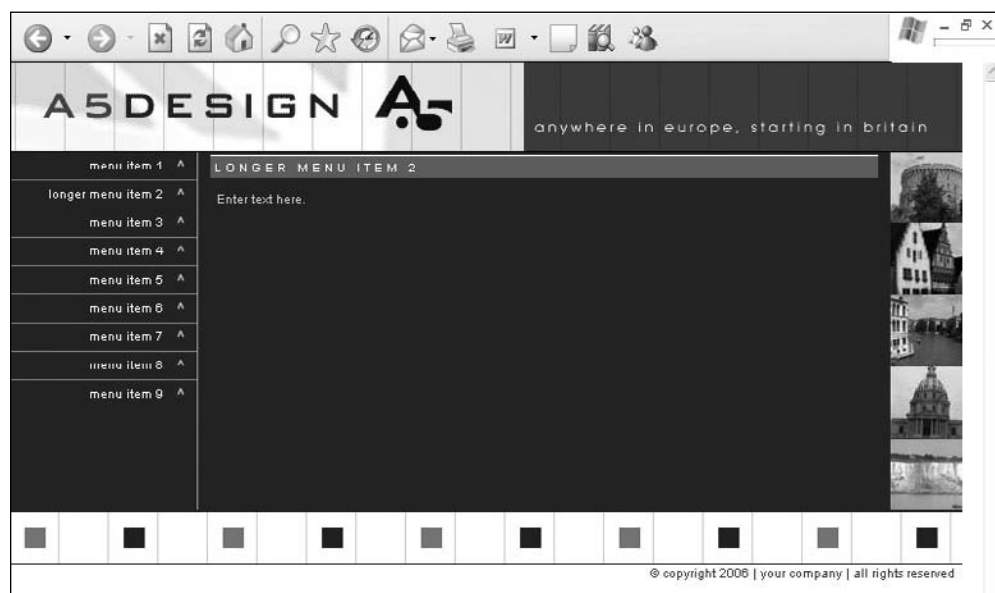 A5DESIGN A5
anywhere in europe, starting in britain
menu item 1 ^
longer menu item 2 ^
menu item 3 ^
menu item 4 ^
menu item 5 ^
menu item 6 ^
menu item 7 ^
menu item 8 ^
menu item 9 ^
LONGER MENU ITEM 2
Enter text here.
© copyright 2006 | your company | all rights reserved